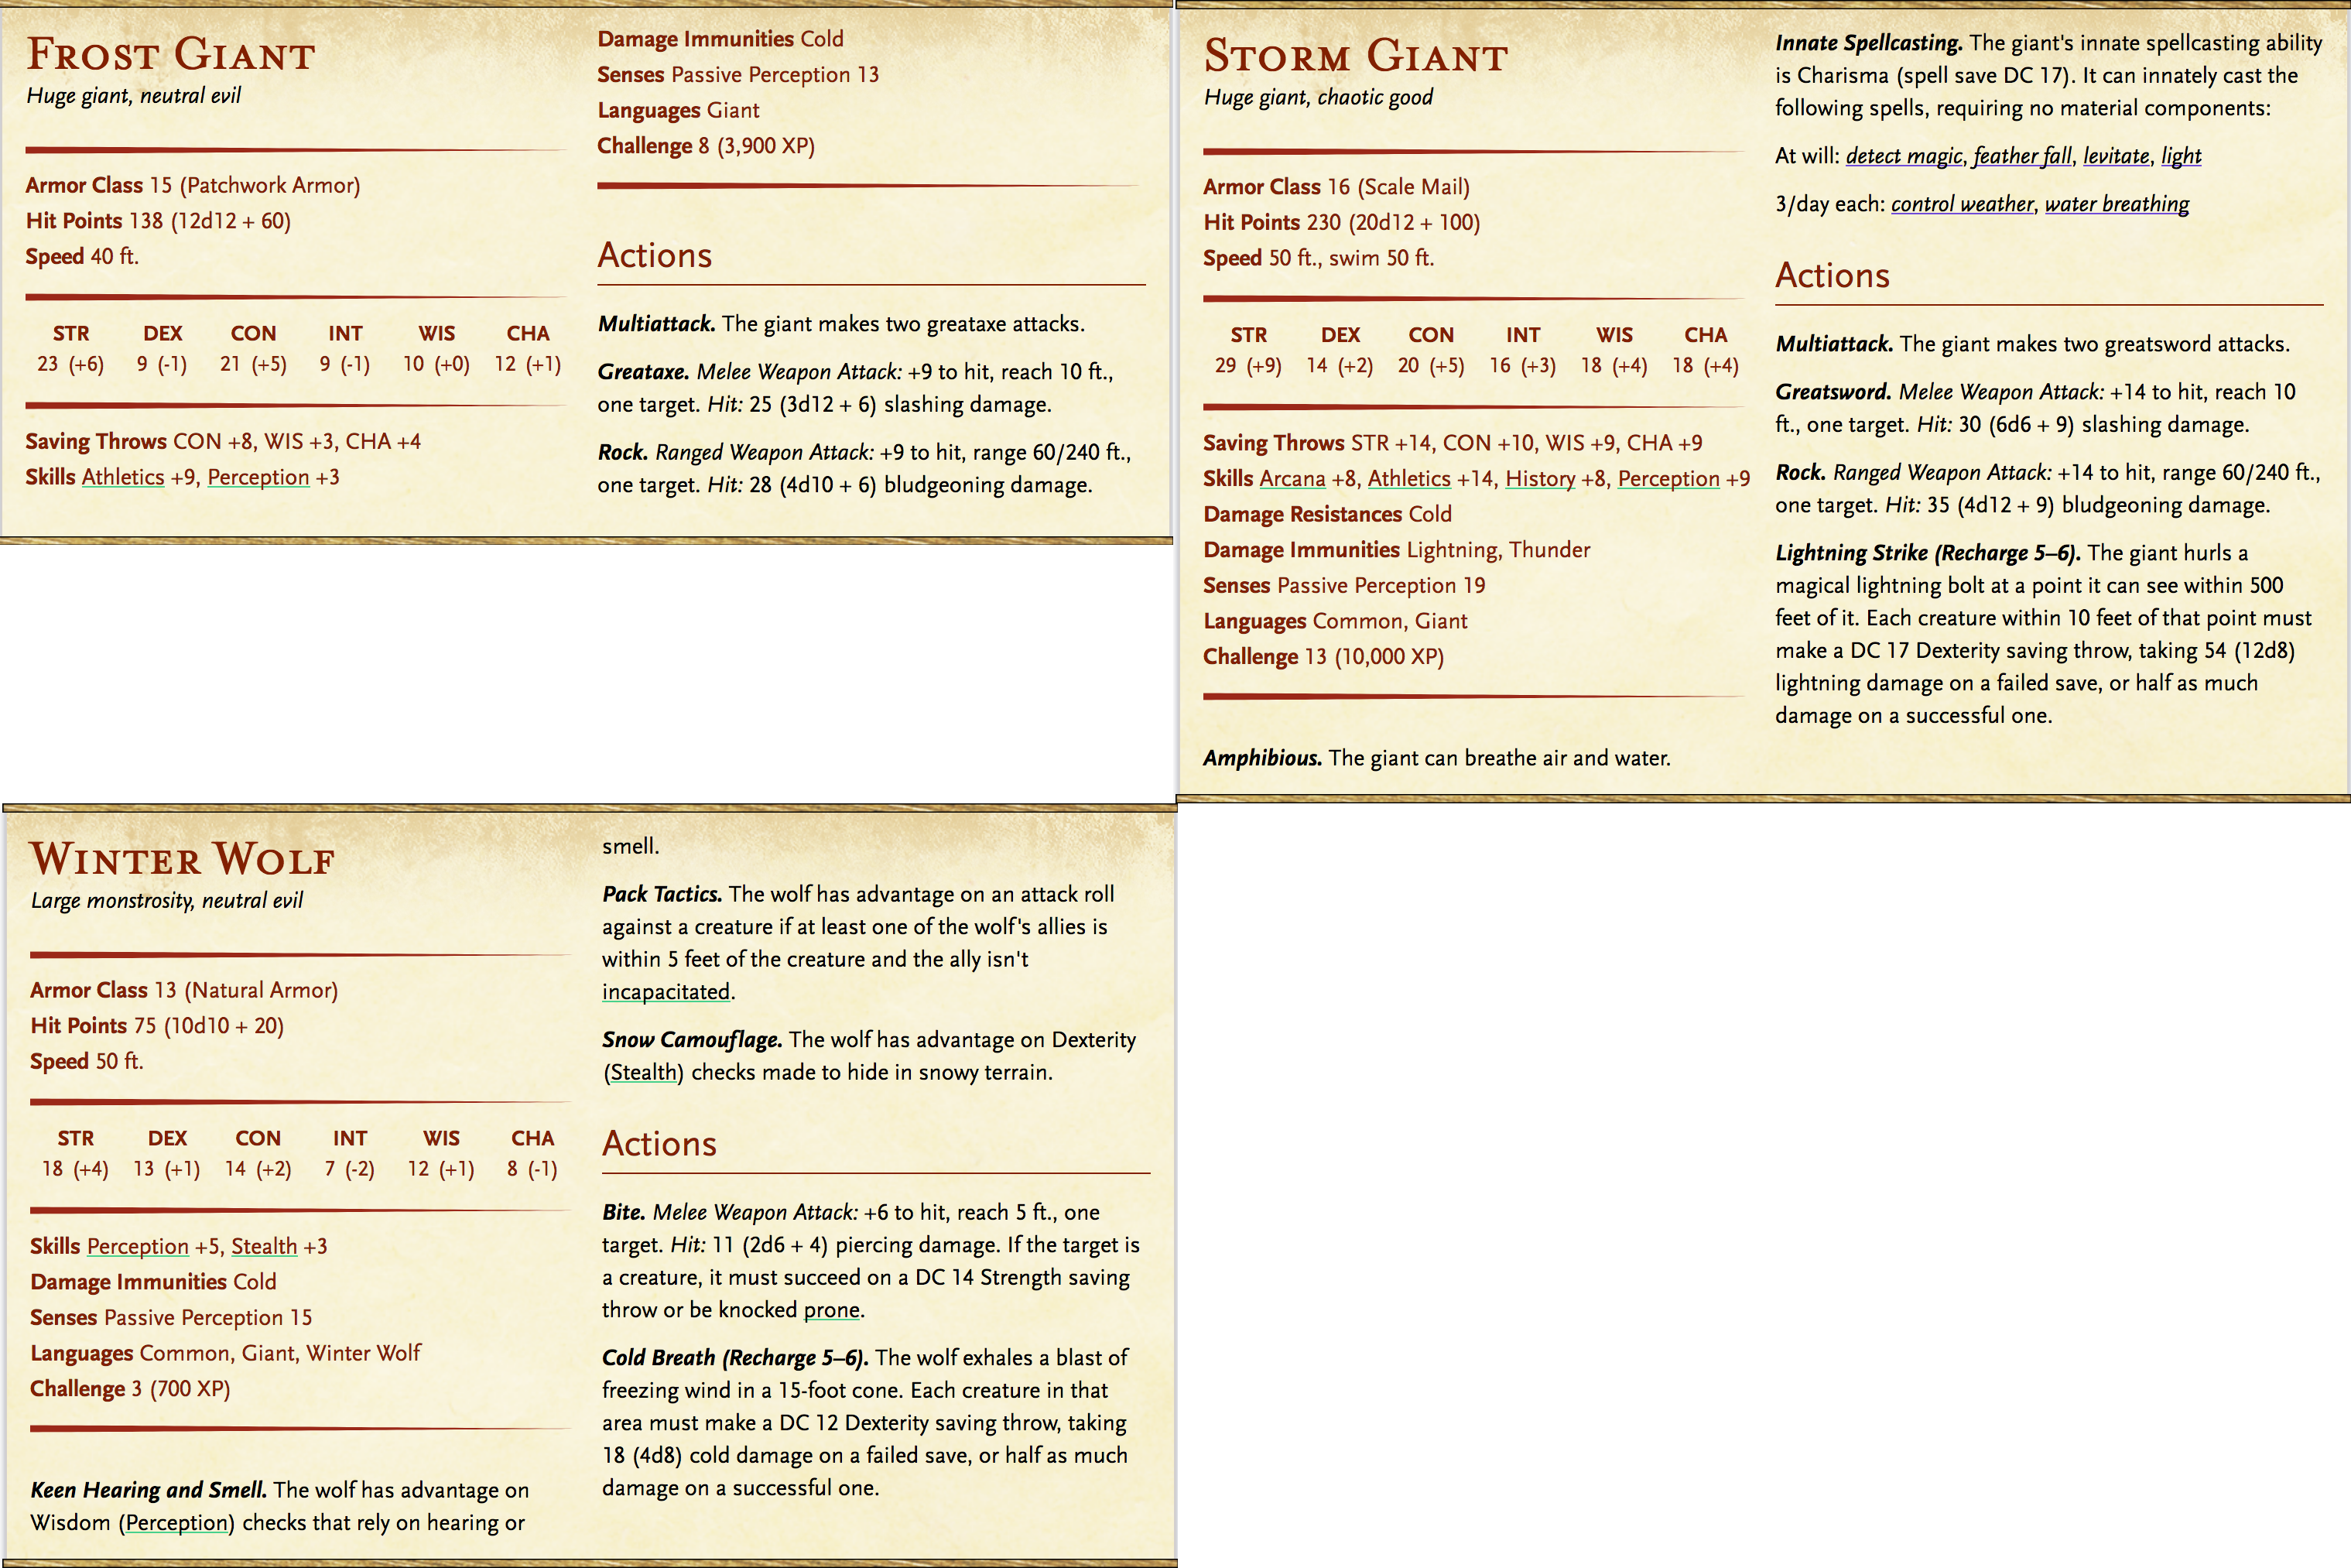 Frost Giant
Huge giant, neutral evil
Armor Class 15 (Patchwork Armor)
Hit Points 138 (12d12 + 60)
Speed 40 ft.
STR DEX CON INT WIS CHA
23 (+6) 9 (-1) 21 (+5) 9 (-1) 10 (+0) 12 (+1)
Saving Throws CON +8, WIS +3, CHA +4
Skills Athletics +9, Perception +3
Damage Immunities Cold
Senses Passive Perception 13
Languages Giant
Challenge 8 (3,900 XP)
Actions
Multiattack. The giant makes two greataxe attacks.
Greataxe. Melee Weapon Attack: +9 to hit, reach 10 ft.,
one target. Hit: 25 (3d12 + 6) slashing damage.
Rock. Ranged Weapon Attack: +9 to hit, range 60/240 ft.,
one target. Hit: 28 (4d10 + 6) bludgeoning damage.
Storm Giant
Huge giant, chaotic good
Armor Class 16 (Scale Mail)
Hit Points 230 (20d12 + 100)
Speed 50 ft., swim 50 ft.
STR DEX CON INT WIS CHA
29 (+9) 14 (+2) 20 (+5) 16 (+3) 18 (+4) 18 (+4)
Saving Throws STR +14, CON +10, WIS +9, CHA +9
Skills Arcana +8, Athletics +14, History +8, Perception +9
Damage Resistances Cold
Damage Immunities Lightning, Thunder
Senses Passive Perception 19
Languages Common, Giant
Challenge 13 (10,000 XP)
Amphibious. The giant can breathe air and water.
Innate Spellcasting. The giant's innate spellcasting ability
is Charisma (spell save DC 17). It can innately cast the
following spells, requiring no material components:
At will: detect magic, feather fall, levitate, light
3/day each: control weather, water breathing
Actions
Multiattack. The giant makes two greatsword attacks.
Greatsword. Melee Weapon Attack: +14 to hit, reach 10
ft., one target. Hit: 30 (6d6 + 9) slashing damage.
Rock. Ranged Weapon Attack: +14 to hit, range 60/240 ft.,
one target. Hit: 35 (4d12 + 9) bludgeoning damage.
Lightning Strike (Recharge 5–6). The giant hurls a
magical lightning bolt at a point it can see within 500
feet of it. Each creature within 10 feet of that point must
make a DC 17 Dexterity saving throw, taking 54 (12d8)
lightning damage on a failed save, or half as much
damage on a successful one.
Winter Wolf
Large monstrosity, neutral evil
Armor Class 13 (Natural Armor)
Hit Points 75 (10d10 + 20)
Speed 50 ft.
STR DEX CON INT WIS CHA
18 (+4) 13 (+1) 14 (+2) 7 (-2) 12 (+1) 8 (-1)
Skills Perception +5, Stealth +3
Damage Immunities Cold
Senses Passive Perception 15
Languages Common, Giant, Winter Wolf
Challenge 3 (700 XP)
Keen Hearing and Smell. The wolf has advantage on
Wisdom (Perception) checks that rely on hearing or
smell.
Pack Tactics. The wolf has advantage on an attack roll
against a creature if at least one of the wolf's allies is
within 5 feet of the creature and the ally isn't
incapacitated.
Snow Camouflage. The wolf has advantage on Dexterity
(Stealth) checks made to hide in snowy terrain.
Actions
Bite. Melee Weapon Attack: +6 to hit, reach 5 ft., one
target. Hit: 11 (2d6 + 4) piercing damage. If the target is
a creature, it must succeed on a DC 14 Strength saving
throw or be knocked prone.
Cold Breath (Recharge 5–6). The wolf exhales a blast of
freezing wind in a 15-foot cone. Each creature in that
area must make a DC 12 Dexterity saving throw, taking
18 (4d8) cold damage on a failed save, or half as much
damage on a successful one.